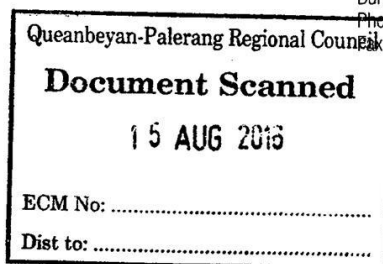 Queanbeyan-Palerang Regional Council
Document Scanned
15 AUG 2016
ECM No: ..........................................................
Dist to: ..............................................................